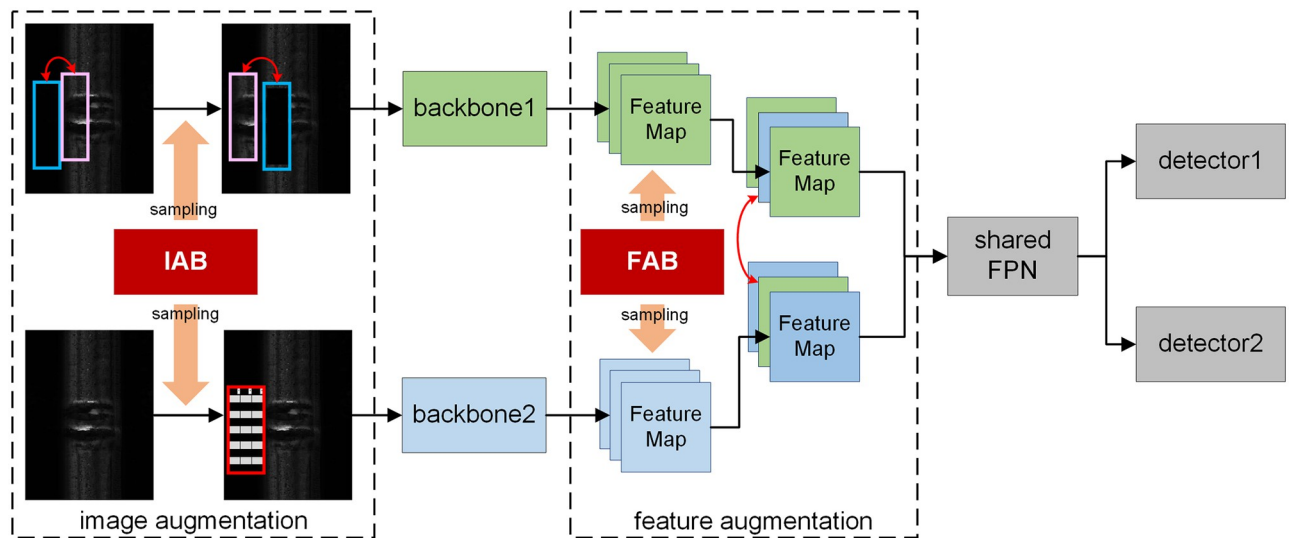 sampling
IAB
sampling
image augmentation
backbone1
backbone2
Feature
Map
Feature
Map
sampling
FAB
sampling
Feature
Map
Feature
Map
feature augmentation
shared
FPN
detector1
detector2